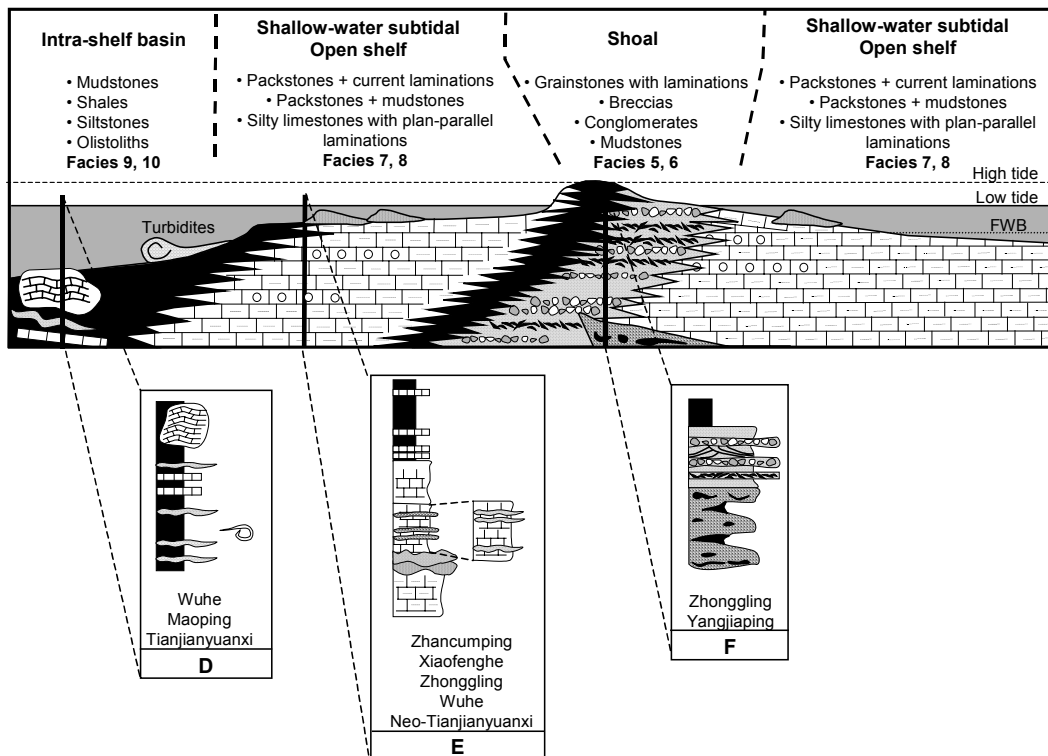 Intra-shelf basin
• Mudstones
• Shales
• Siltstones
• Olistoliths
Facies 9, 10
Shallow-water subtidal
Open shelf
• Packstones + current laminations
• Packstones + mudstones
• Silty limestones with plan-parallel
laminations
Facies 7, 8
Shoal
• Grainstones with laminations
• Breccias
• Conglomerates
• Mudstones
Facies 5, 6
Shallow-water subtidal
Open shelf
• Packstones + current laminations
• Packstones + mudstones
• Silty limestones with plan-parallel
laminations
Facies 7, 8
High tide
Low tide
FWB
Turbidites
Wuhe
Maoping
Tianjianyuanxi
D
Zhancumping
Xiaofenghe
Zhonggling
Wuhe
Neo-Tianjianyuanxi
E
Zhonggling
Yangjiaping
F